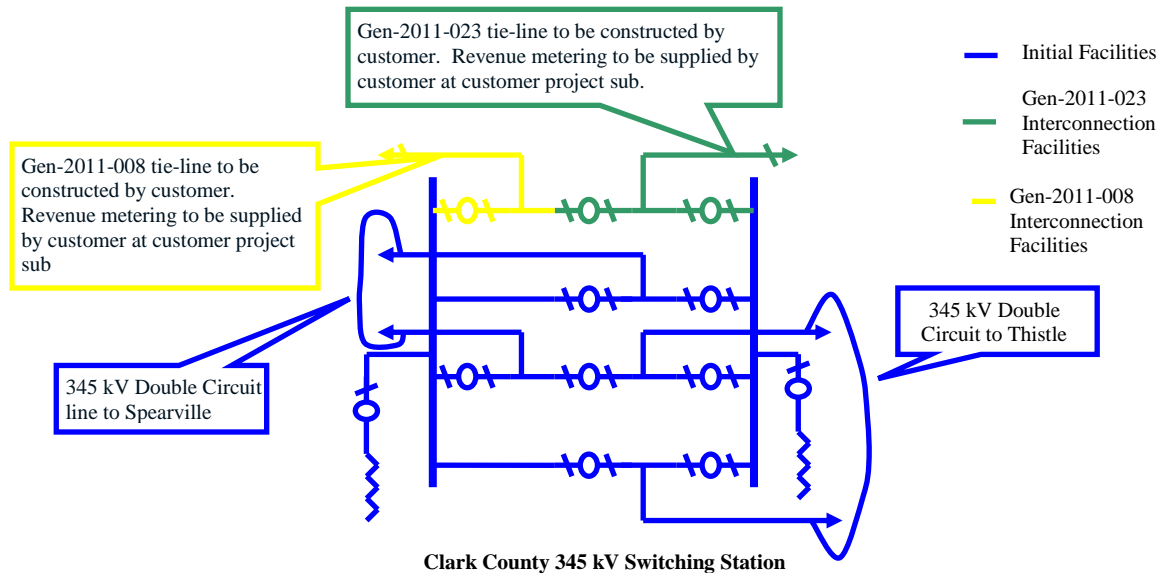 Gen-2011-023 tie-line to be constructed by
customer.  Revenue metering to be supplied by
customer at customer project sub.
Initial Facilities
Gen-2011-023
Interconnection
Facilities
Gen-2011-008
Interconnection
Facilities
Gen-2011-008 tie-line to be
constructed by customer.
Revenue metering to be supplied
by customer at customer project
sub
345 kV Double
Circuit to Thistle
345 kV Double Circuit
line to Spearville
Clark County 345 kV Switching Station